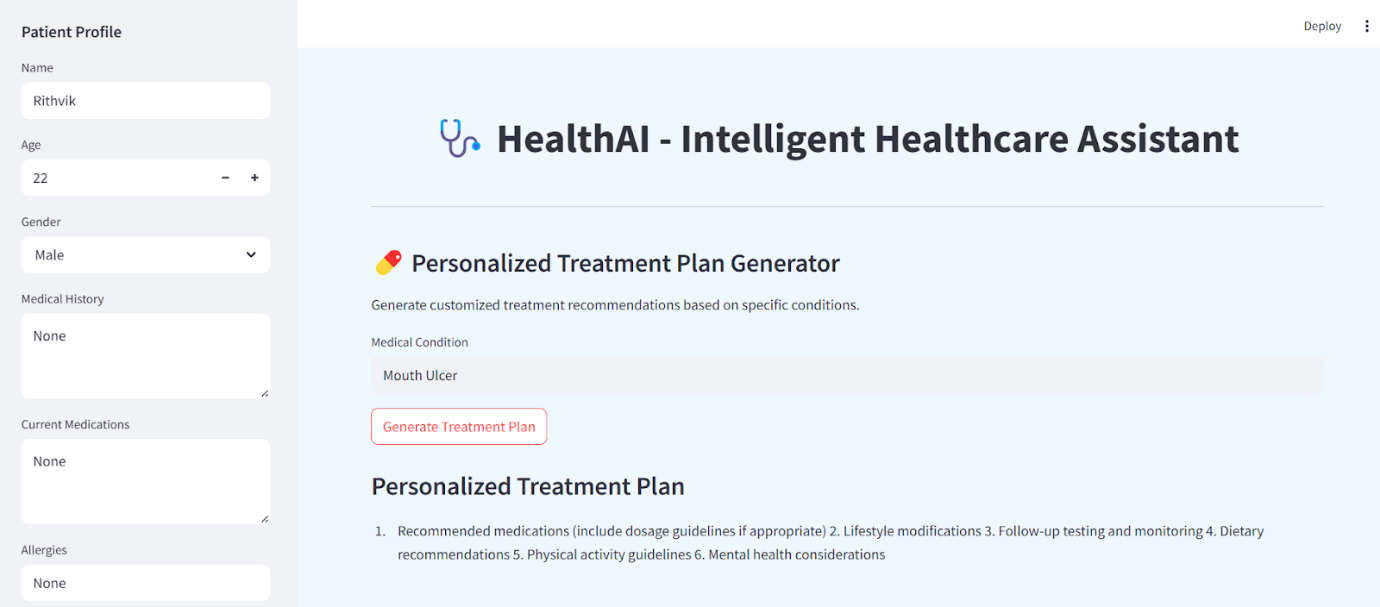 Patient Profile
Name
Rithvik
Age
22
Gender
Male
Medical History
None
Current Medications
None
Allergies
None
Deploy
HealthAI - Intelligent Healthcare Assistant
Personalized Treatment Plan Generator
Generate customized treatment recommendations based on specific conditions.
Medical Condition
Mouth Ulcer
Generate Treatment Plan
Personalized Treatment Plan
1. Recommended medications (include dosage guidelines if appropriate) 2. Lifestyle modifications 3. Follow-up testing and monitoring 4. Dietary
recommendations 5. Physical activity guidelines 6. Mental health considerations